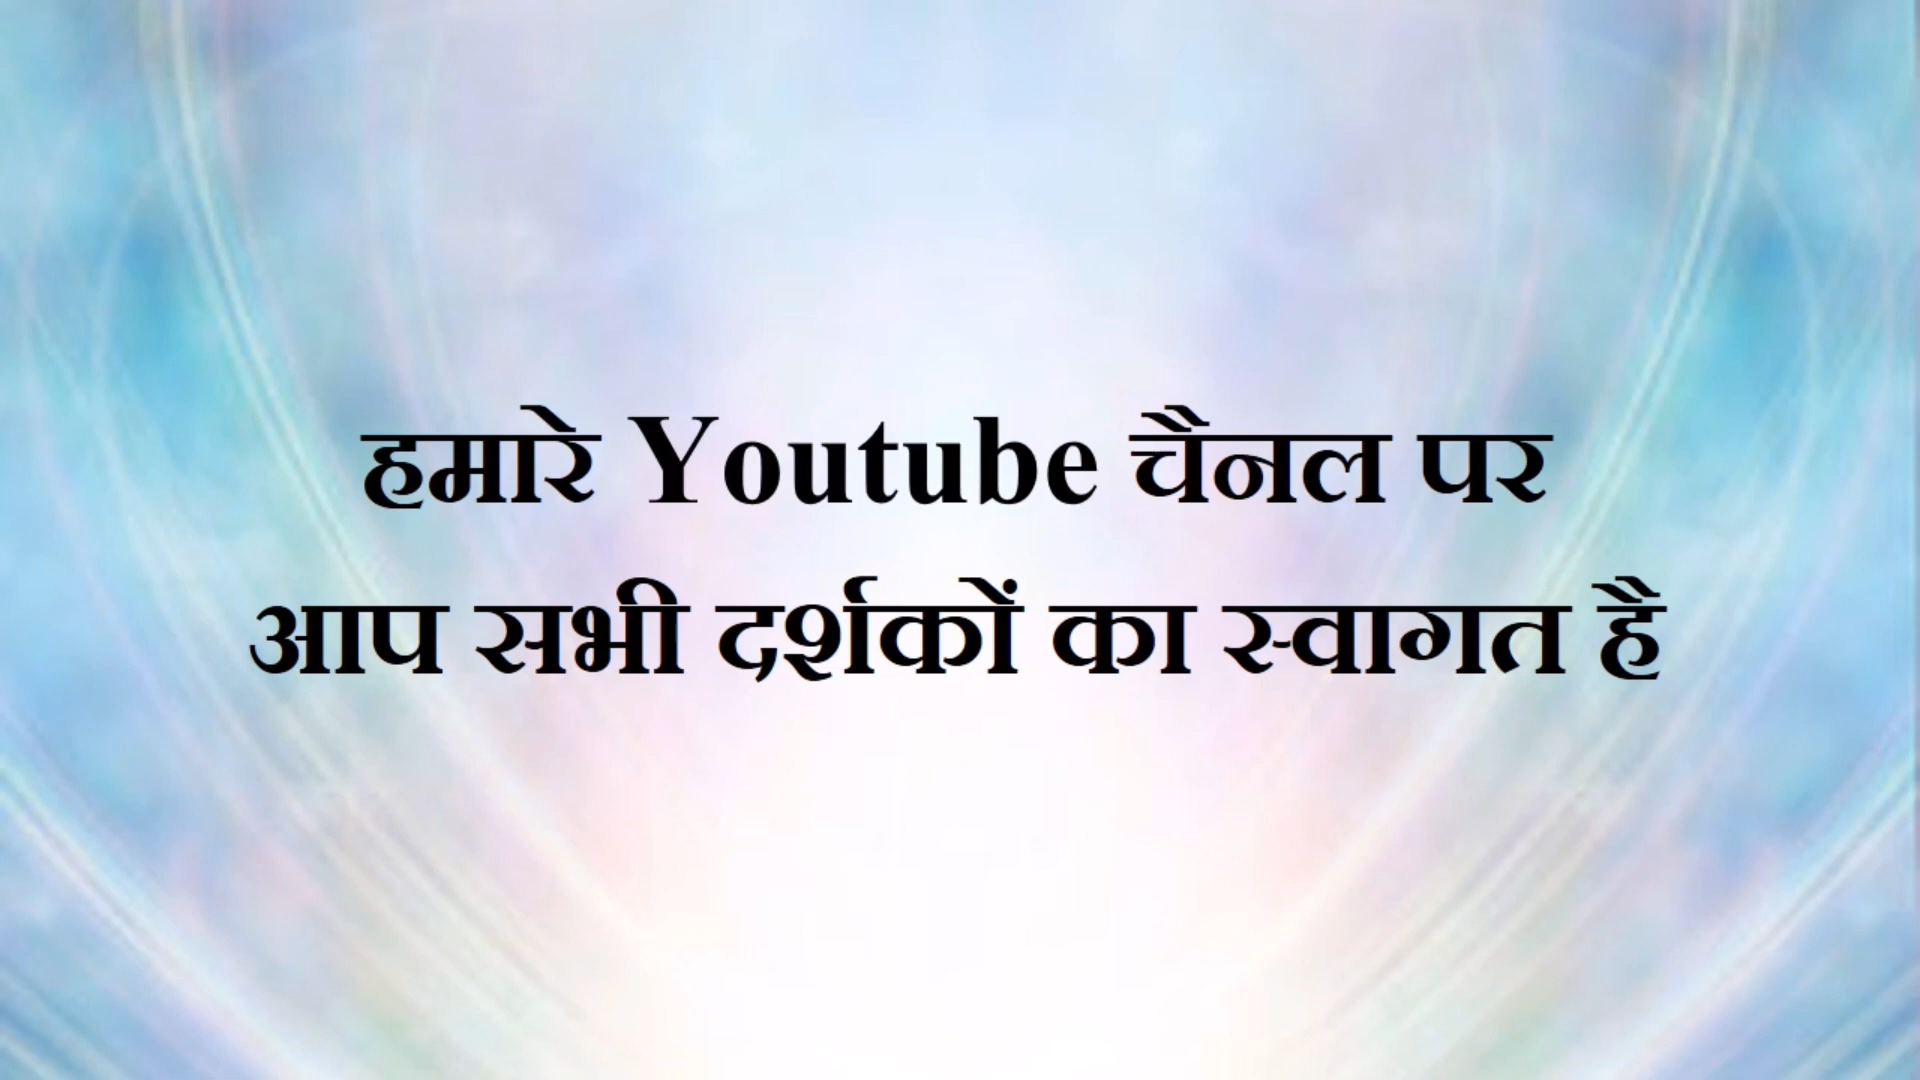 हमारे Youtube चैनल पर
आप सभी दर्शकों का स्वागत है